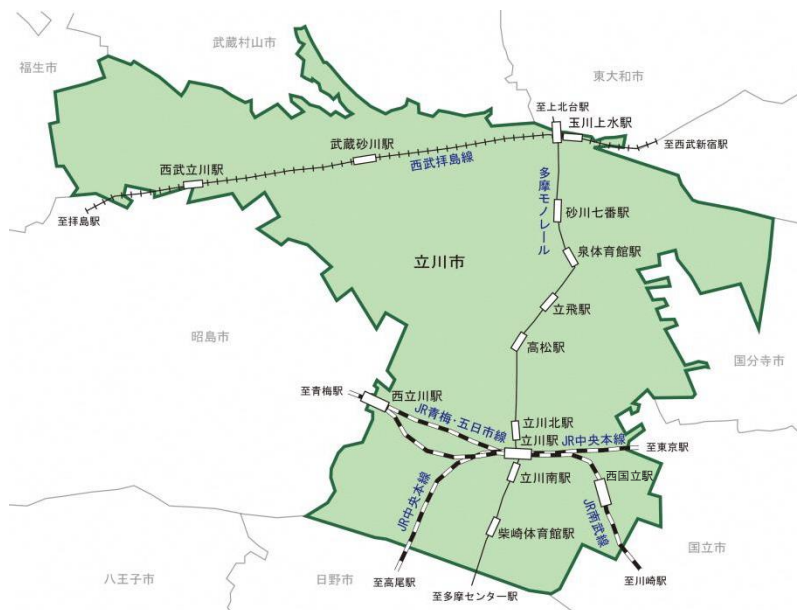 武蔵村山市
福生市
東大和市
至上北台駅
玉川上水駅
至西武新宿駅
武蔵砂川駅
西武拝島線
西武立川駅
至拝島駅
多摩モノレール
砂川七番駅
泉体育館駅
立川市
立飛駅
昭島市
高松駅
国分寺市
至青梅駅
西立川駅
JR青梅・五日市線
立川北駅
立川駅
JR中央本線
至東京駅
立川南駅
西国立駅
JR中央本線
JR南武線
柴崎体育館駅
国立市
八王子市
日野市
至高尾駅
至多摩センター駅
至川崎駅